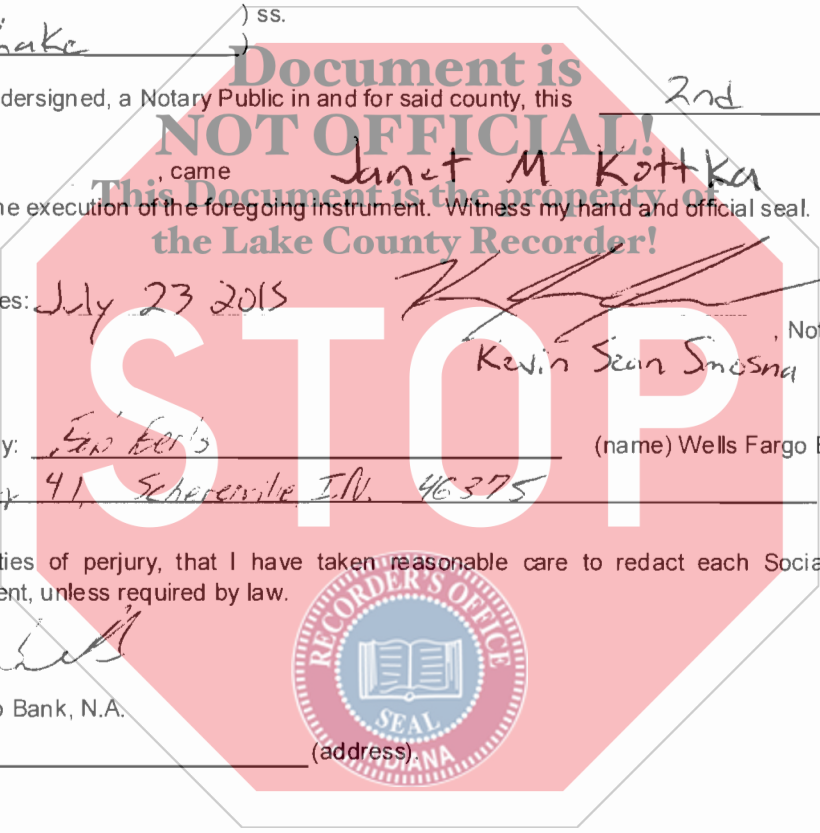 ) ss.
)
Document is
dersigned, a Notary Public in and for said county, this 2nd
NOT OFFICIAL!
, came Janet M Kottka
This Document is the property of
he execution of the foregoing instrument. Witness my hand and official seal.
the Lake County Recorder!
es: July 23 2015
, Not
Kevin Sean Smosna
STOP
y: (name) Wells Fargo B
41, Schererville, I.N. 46375
ties of perjury, that I have taken reasonable care to redact each Socia
ent, unless required by law.
RECORDER'S OFFICE
SEAL
INDIANA
o Bank, N.A.
(address).